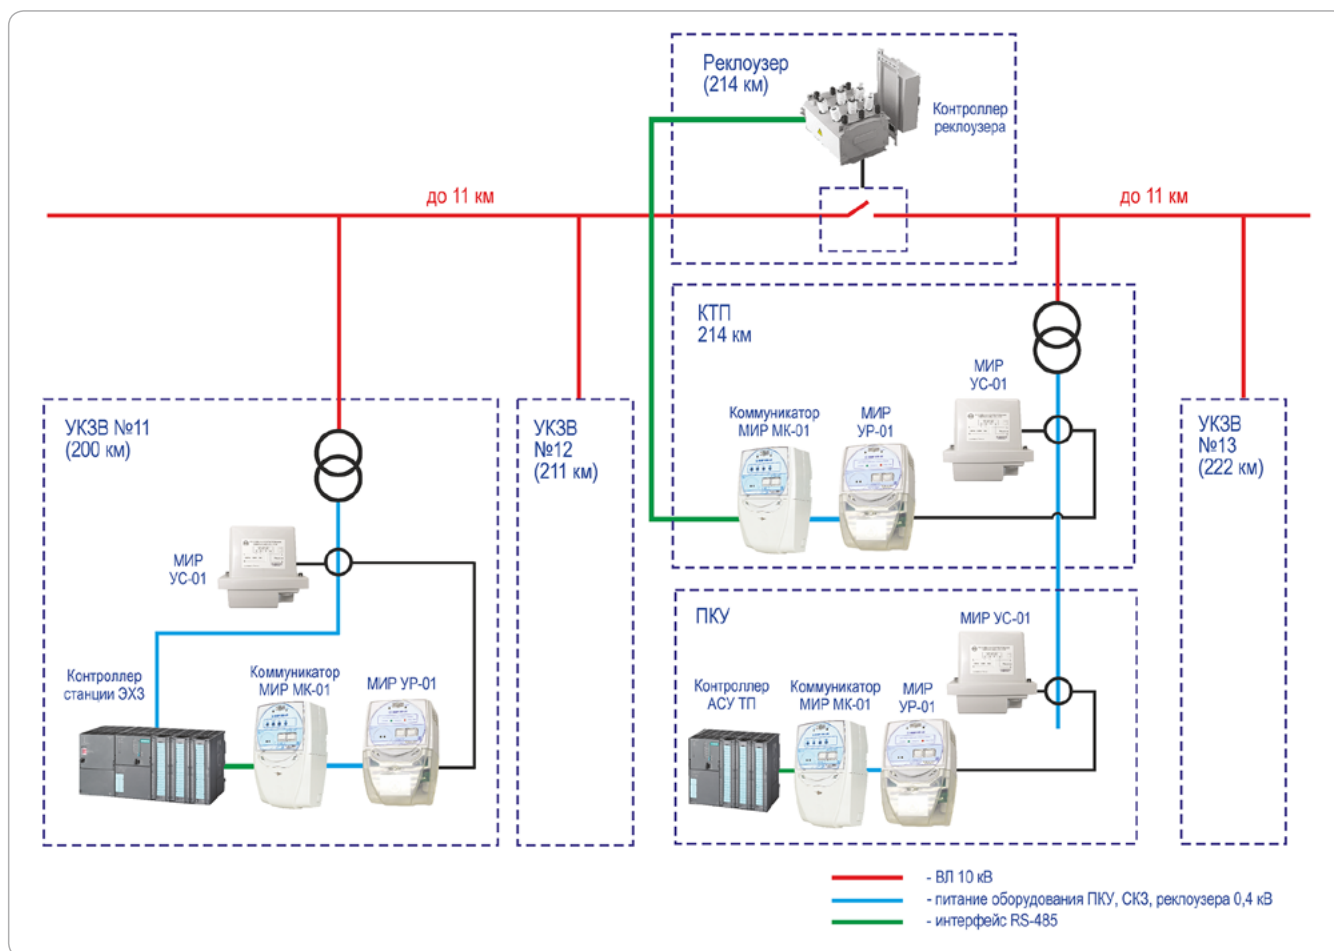 Реклоузер
(214 км)
Контроллер
реклоузера
до 11 км
до 11 км
КТП
214 км
МИР
УС-01
Коммуникатор
МИР МК-01
МИР
УР-01
УКЗВ №11
(200 км)
УКЗВ
№12
(211 км)
УКЗВ
№13
(222 км)
МИР
УС-01
ПКУ
МИР УС-01
Контроллер
станции ЭХЗ
Коммуникатор
МИР МК-01
МИР УР-01
Контроллер
АСУ ТП
Коммуникатор
МИР МК-01
МИР
УР-01
- ВЛ 10 кВ
- питание оборудования ПКУ, СКЗ, реклоузера 0,4 кВ
- интерфейс RS-485